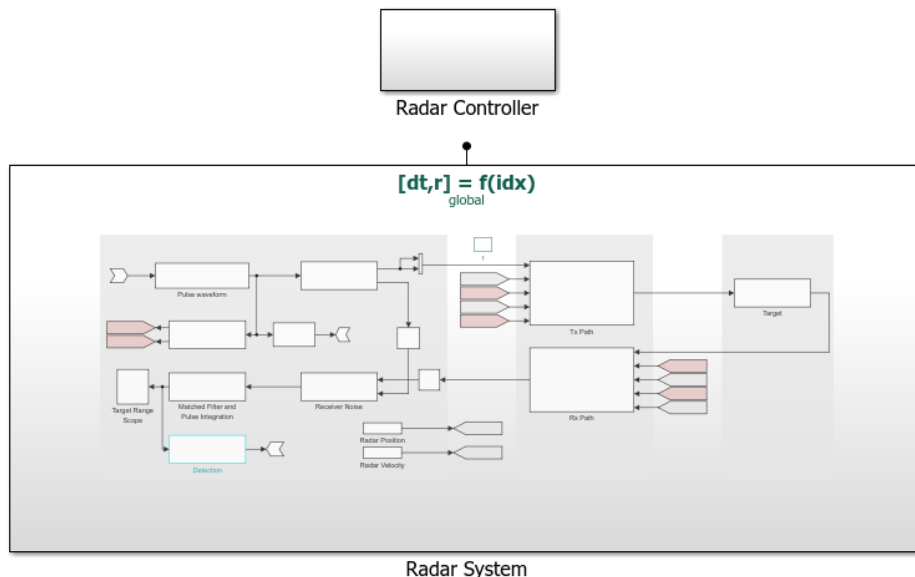 Radar Controller
[dt,r] = f(idx)
global
f
Pulse waveform
Tx Path
Target
Target Range
Scope
Matched Filter and
Pulse Integration
Receiver Noise
Rx Path
Radar Position
Radar Velocity
Detection
Radar System